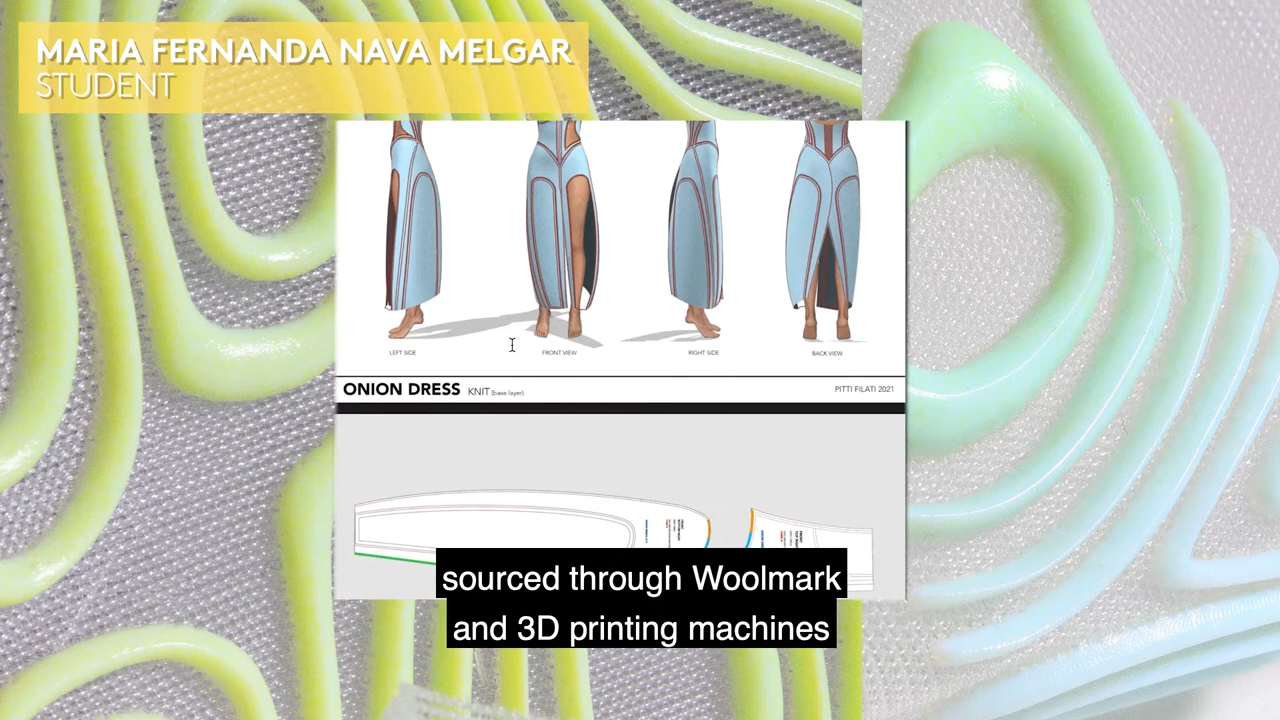 MARIA FERNANDA NAVA MELGAR
STUDENT
LEFT SIDE
FRONT VIEW
RIGHT SIDE
BACK VIEW
ONION DRESS KNIT (base layer)
PITTI FILATI 2021
sourced through Woolmark
and 3D printing machines